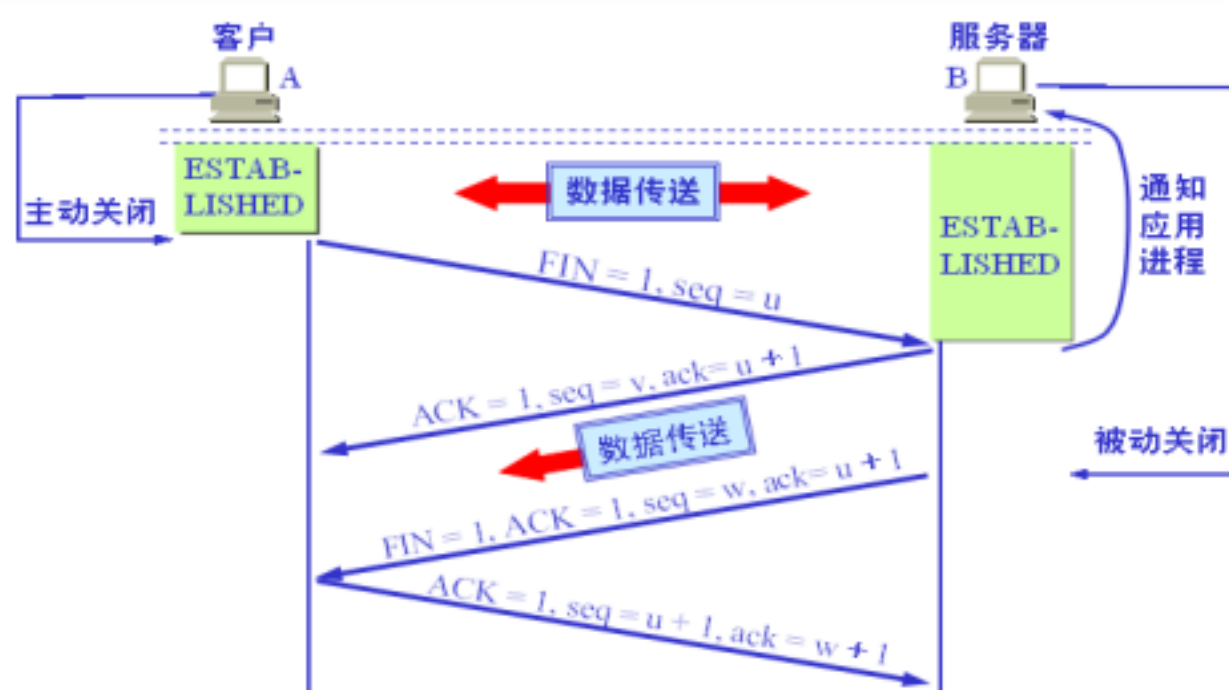 客户
服务器
A
B
ESTAB-
LISHED
数据传送
通知
应用
进程
主动关闭
ESTAB-
LISHED
FIN = 1, seq = u
ACK = 1, seq = v, ack= u + 1
数据传送
被动关闭
FIN = 1, ACK = 1, seq = w, ack= u + 1
ACK = 1, seq = u + 1, ack = w + 1